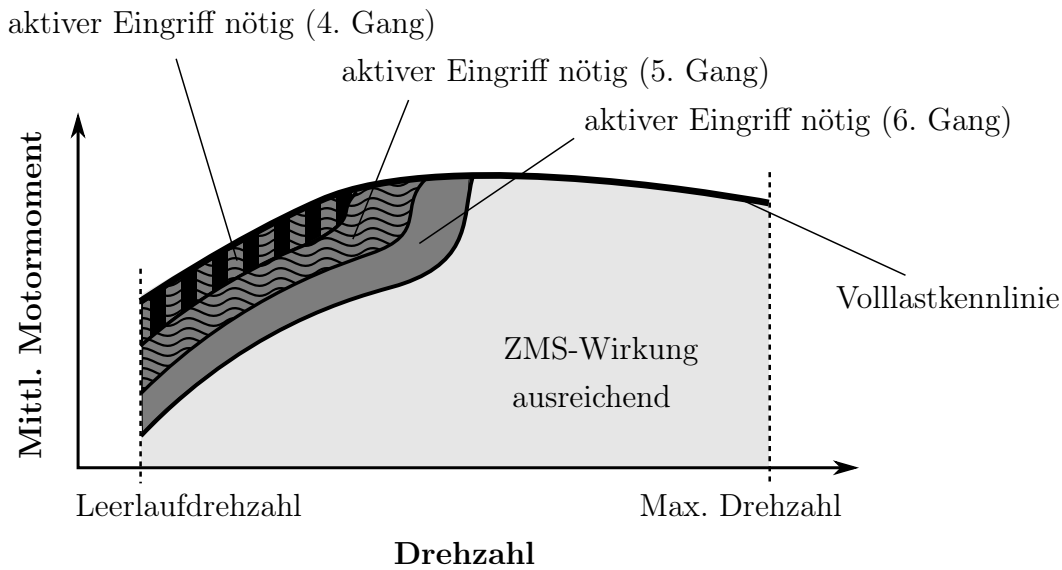 aktiver Eingriff nötig (4. Gang)
aktiver Eingriff nötig (5. Gang)
aktiver Eingriff nötig (6. Gang)
Mittl. Motormoment
Volllastkennlinie
ZMS-Wirkung
ausreichend
Leerlaufdrehzahl
Max. Drehzahl
Drehzahl